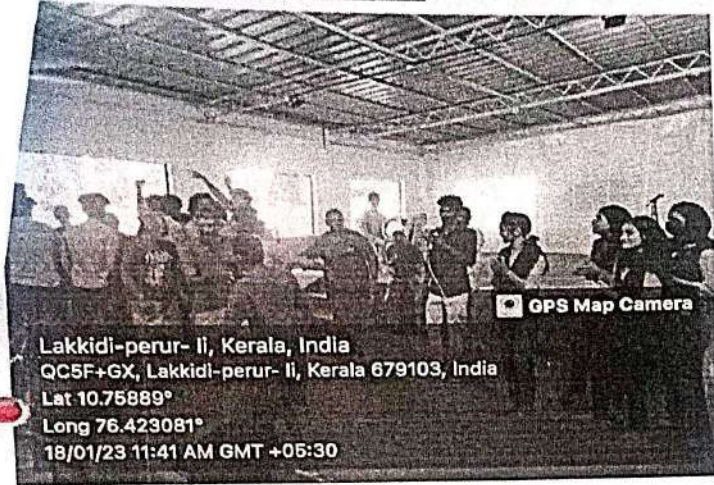 GPS Map Camera
Lakkidi-perur- Ii, Kerala, India
QC5F+GX, Lakkidi-perur- Ii, Kerala 679103, India
Lat 10.75889°
Long 76.423081°
18/01/23 11:41 AM GMT +05:30